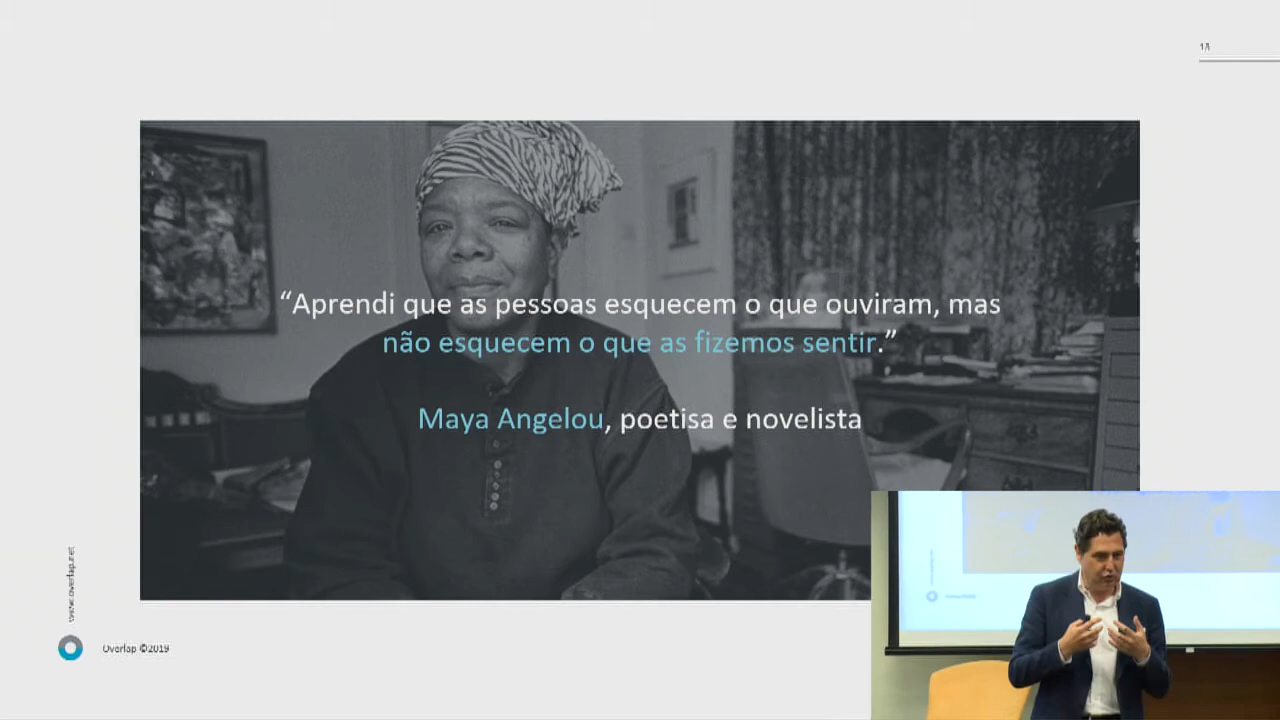 “Aprendi que as pessoas esquecem o que ouviram, mas
não esquecem o que as fizemos sentir.”
Maya Angelou, poetisa e novelista
www.overlap.net
Overlap ©2019